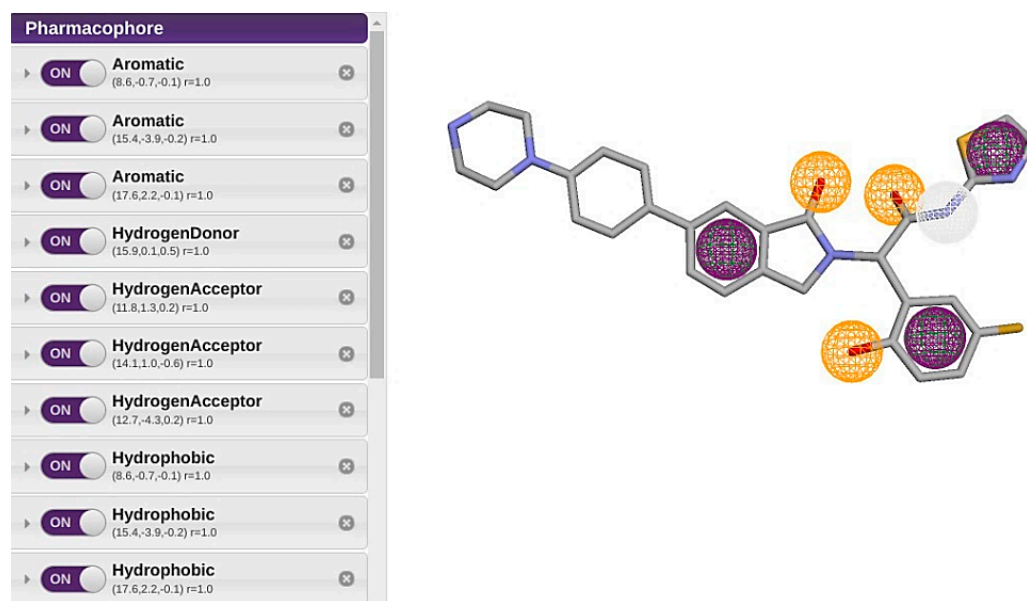 Pharmacophore
ON Aromatic
(8.6,-0.7,-0.1) r=1.0
ON Aromatic
(15.4,-3.9,-0.2) r=1.0
ON Aromatic
(17.6,2.2,-0.1) r=1.0
ON HydrogenDonor
(15.9,0.1,0.5) r=1.0
ON HydrogenAcceptor
(11.8,1.3,0.2) r=1.0
ON HydrogenAcceptor
(14.1,1.0,-0.6) r=1.0
ON HydrogenAcceptor
(12.7,-4.3,0.2) r=1.0
ON Hydrophobic
(8.6,-0.7,-0.1) r=1.0
ON Hydrophobic
(15.4,-3.9,-0.2) r=1.0
ON Hydrophobic
(17.6,2.2,-0.1) r=1.0